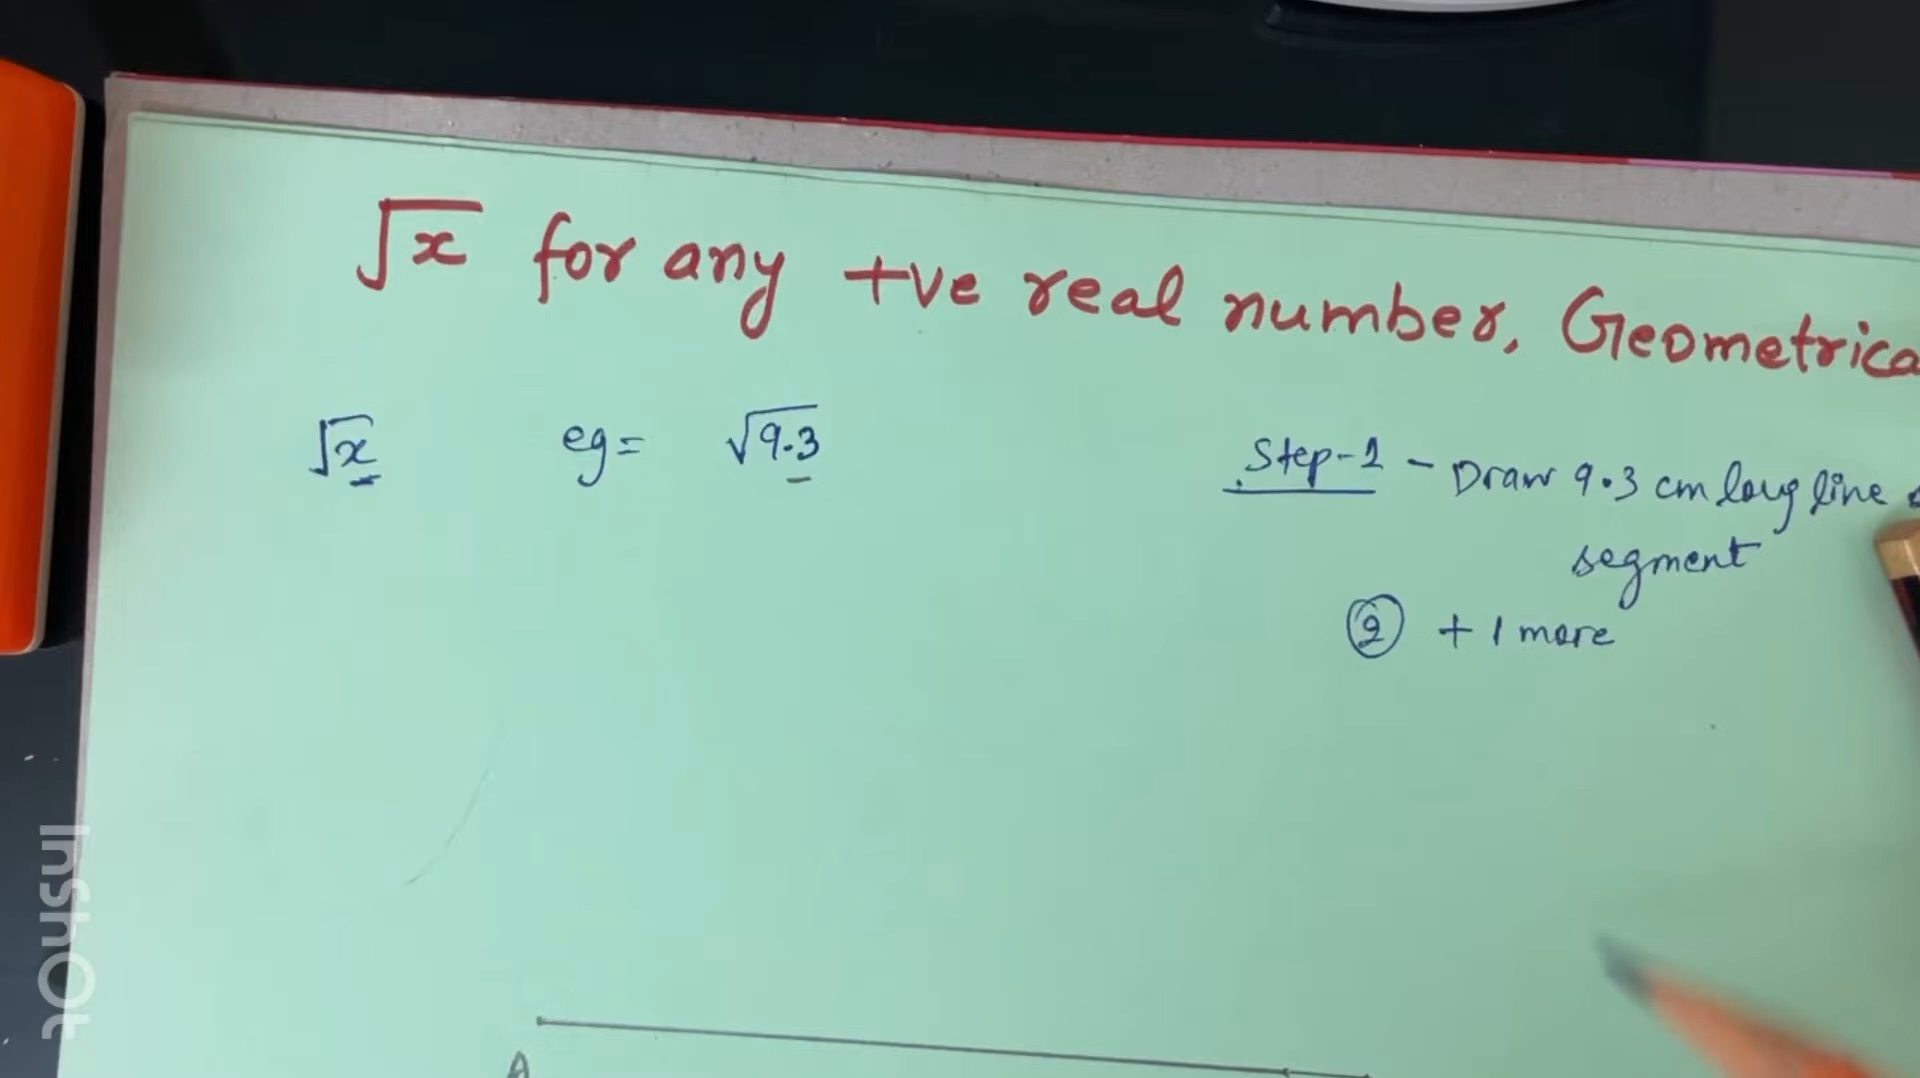 √x for any +ve real number, Geometrica
√x eg = √9.3
Step-1 - Draw 9.3 cm long line
segment
② + 1 more
A
InShOt